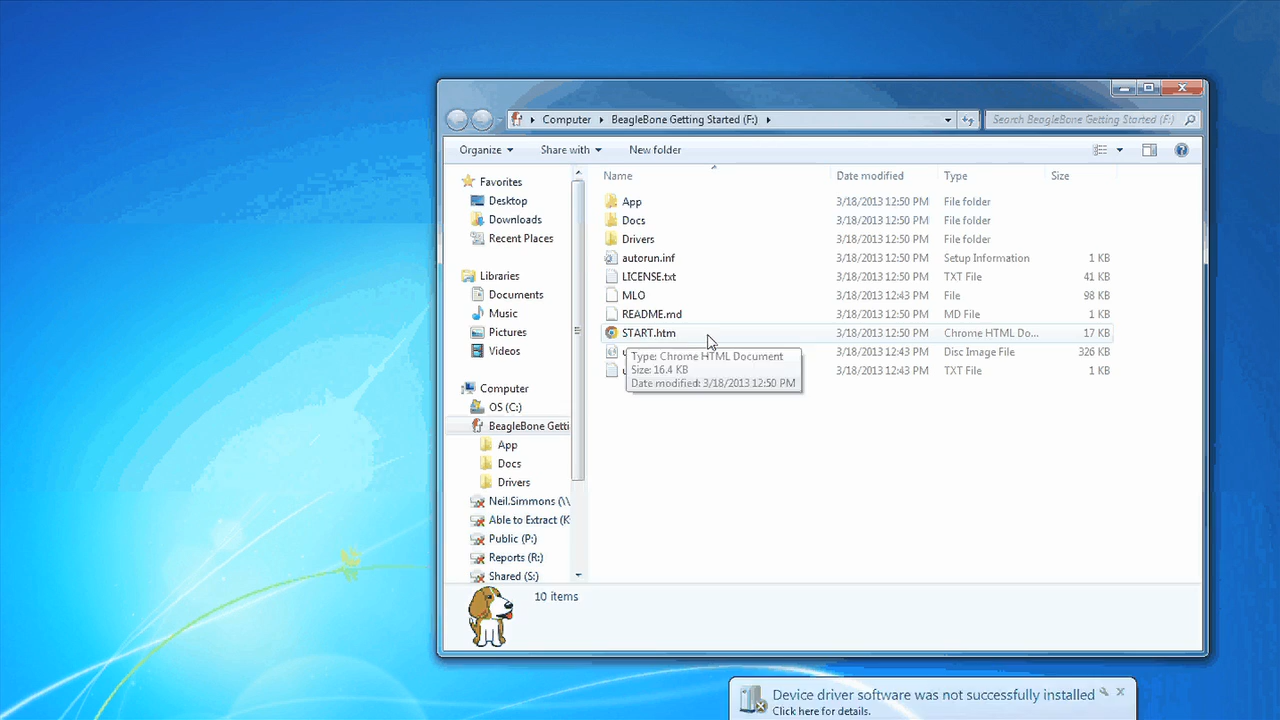 Computer BeagleBone Getting Started (F:) Search BeagleBone Getting Started (F:)
Organize Share with New folder
Name Date modified Type Size
Favorites
Desktop
Downloads
Recent Places
Libraries
Documents
Music
Pictures
Videos
Computer
OS (C:)
BeagleBone Getti
App
Docs
Drivers
Neil.Simmons (\\
Able to Extract (K
Public (P:)
Reports (R:)
Shared (S:)
App 3/18/2013 12:50 PM File folder
Docs 3/18/2013 12:50 PM File folder
Drivers 3/18/2013 12:50 PM File folder
autorun.inf 3/18/2013 12:50 PM Setup Information 1 KB
LICENSE.txt 3/18/2013 12:50 PM TXT File 41 KB
MLO 3/18/2013 12:43 PM File 98 KB
README.md 3/18/2013 12:50 PM MD File 1 KB
START.htm 3/18/2013 12:50 PM Chrome HTML Do... 17 KB
3/18/2013 12:43 PM Disc Image File 326 KB
3/18/2013 12:43 PM TXT File 1 KB
Type: Chrome HTML Document
Size: 16.4 KB
Date modified: 3/18/2013 12:50 PM
10 items
Device driver software was not successfully installed
Click here for details.